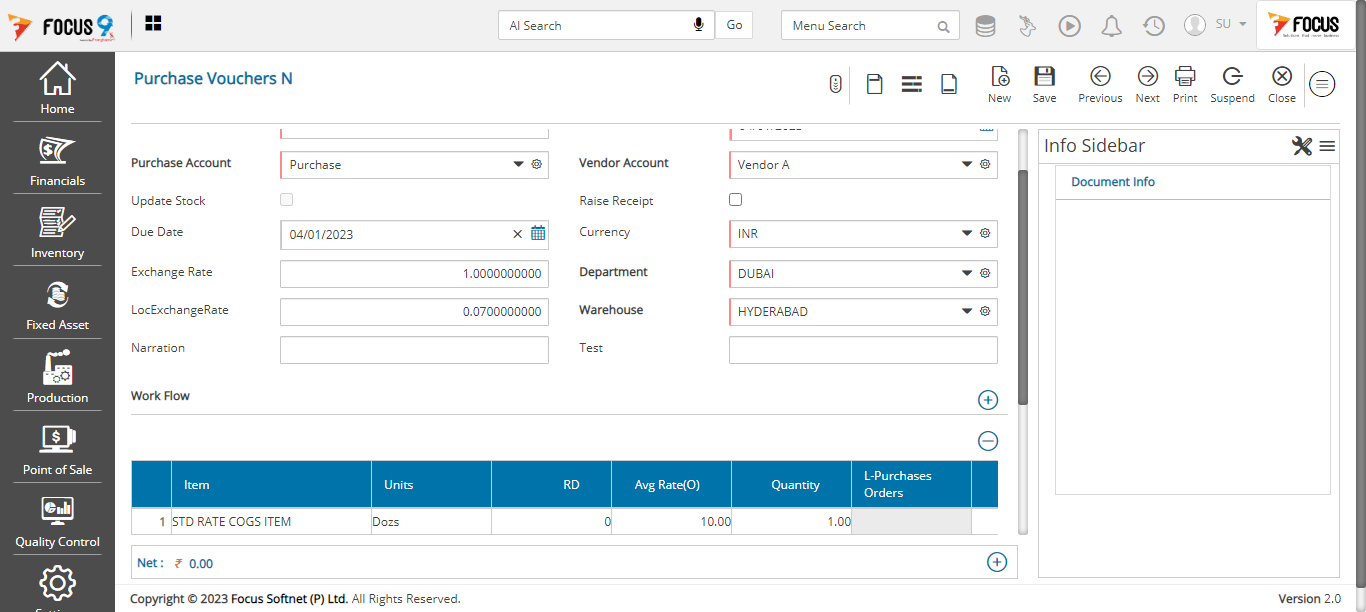 FOCUS 9
AI Search
Go
Menu Search
SU
FOCUS
Home
Financials
Inventory
Fixed Asset
Production
Point of Sale
Quality Control
Purchase Vouchers N
New
Save
Previous
Next
Print
Suspend
Close
Purchase Account
Purchase
Vendor Account
Vendor A
Update Stock
Raise Receipt
Due Date
04/01/2023
Currency
INR
Exchange Rate
1.0000000000
Department
DUBAI
LocExchangeRate
0.0700000000
Warehouse
HYDERABAD
Narration
Test
Work Flow
Item
Units
RD
Avg Rate(O)
Quantity
L-Purchases
Orders
1
STD RATE COGS ITEM
Dozs
0
10.00
1.00
Net : ₹ 0.00
Info Sidebar
Document Info
Copyright © 2023 Focus Softnet (P) Ltd. All Rights Reserved.
Version 2.0